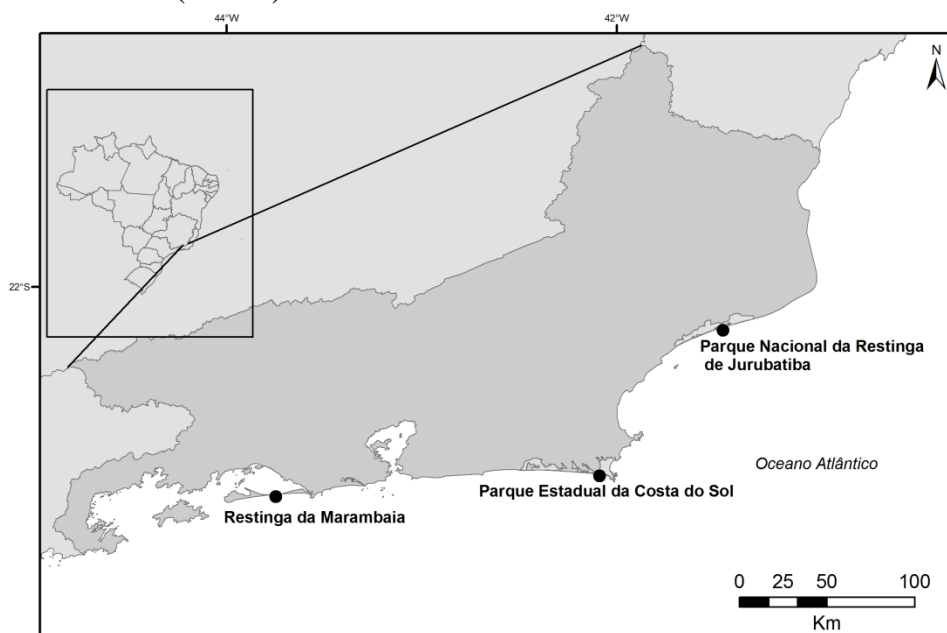 44°W
42°W
N
22°S
Parque Nacional da Restinga
de Jurubatiba
Oceano Atlântico
Parque Estadual da Costa do Sol
Restinga da Marambaia
0 25 50 100
Km